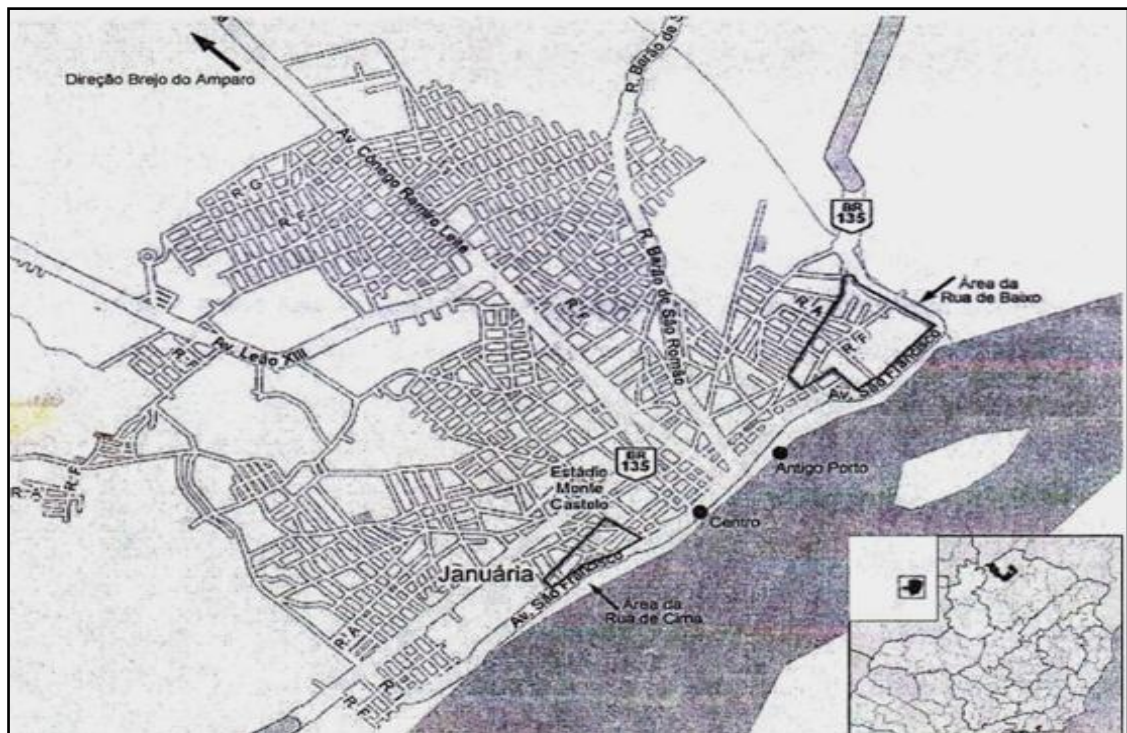 Direção Brejo do Amparo
Av. Cônego Ramiro Leite
R. Barão de S
BR
135
Área da
Rua de Baixo
R. G
R. F
R. F
R. Barão de São Romão
R. A
R. F
Av. São Francisco
Av. Leão XIII
R. I
R. F
R. A
Antigo Porto
BR
135
Estádio
Monte
Castelo
Centro
Januária
Av. São Francisco
Área da
Rua de Cima
R. A
R. I
R. F